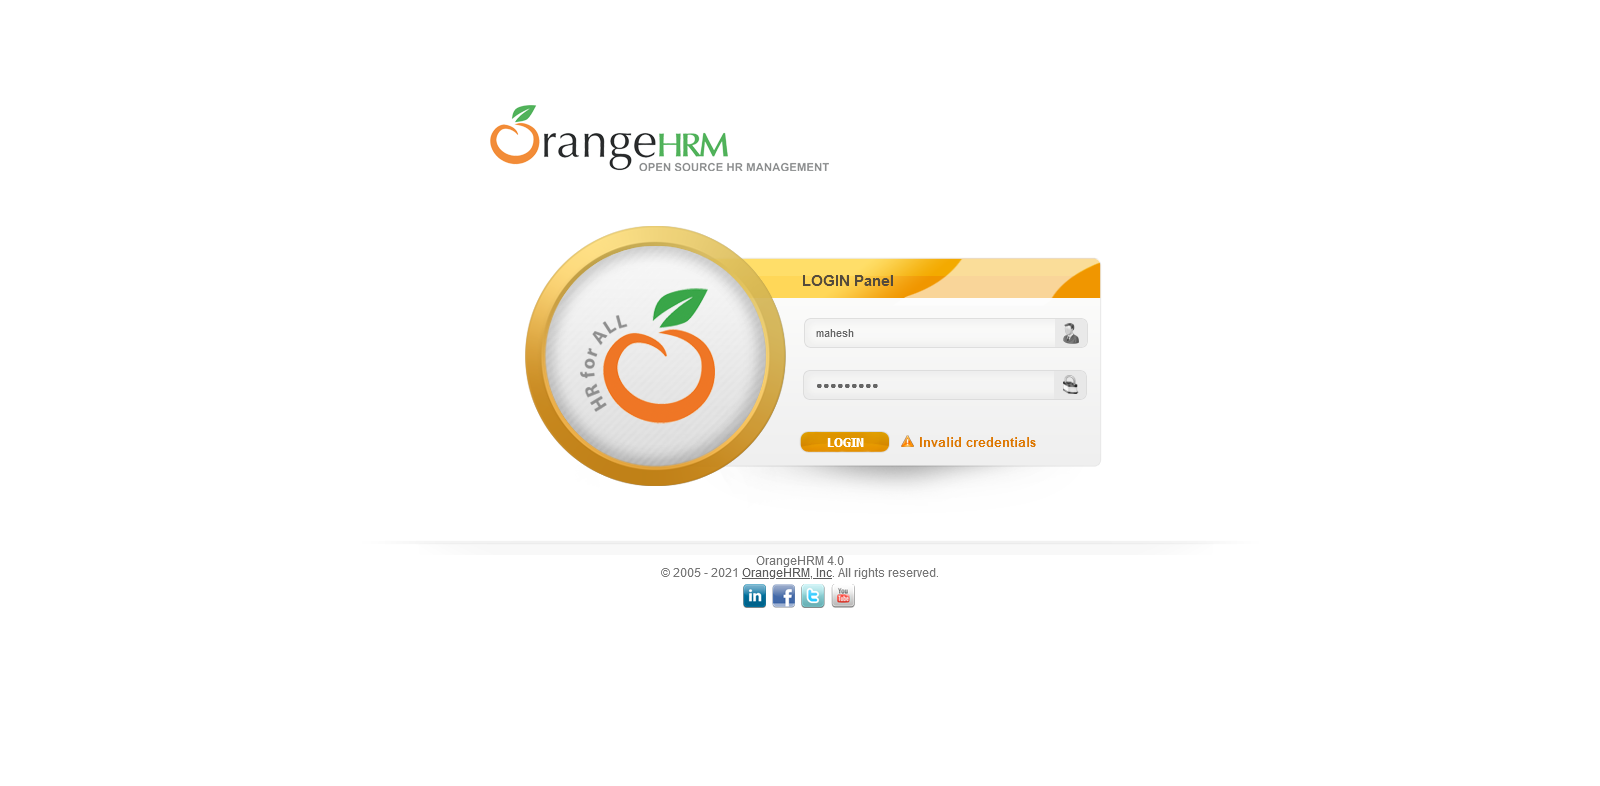 OrangeHRM
OPEN SOURCE HR MANAGEMENT
HR for ALL
LOGIN Panel
mahesh
•••••••••
LOGIN
Invalid credentials
OrangeHRM 4.0
© 2005 - 2021 OrangeHRM, Inc. All rights reserved.
in f t You Tube